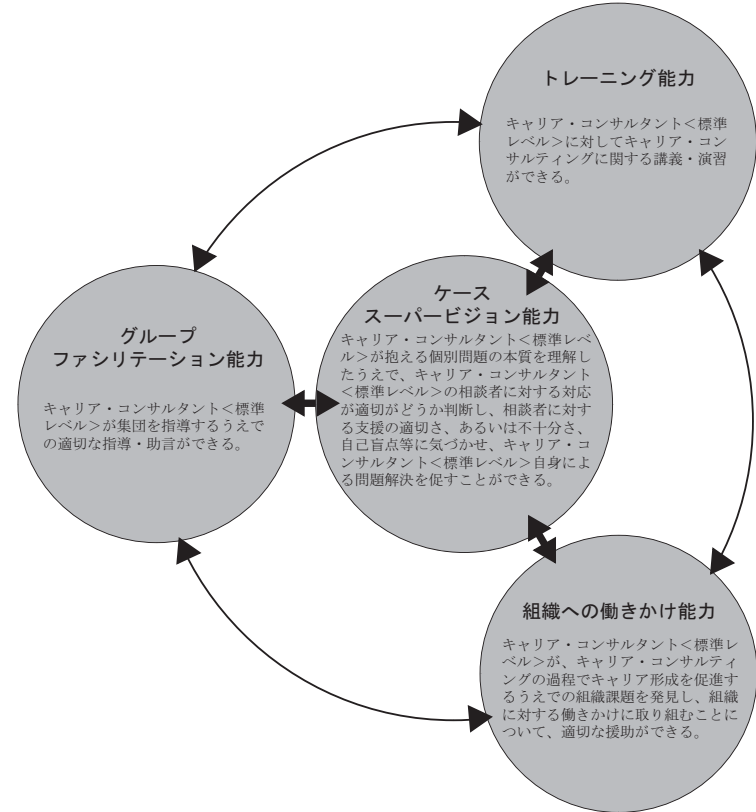 トレーニング能力
キャリア・コンサルタント＜標準
レベル＞に対してキャリア・コン
サルティングに関する講義・演習
ができる。
ケース
スーパービジョン能力
キャリア・コンサルタント＜標準レベ
ル＞が抱える個別問題の本質を理解し
たうえで、キャリア・コンサルタント
＜標準レベル＞の相談者に対する対応
が適切がどうか判断し、相談者に対す
る支援の適切さ、あるいは不十分さ、
自己盲点等に気づかせ、キャリア・コ
ンサルタント＜標準レベル＞自身によ
る問題解決を促すことができる。
グループ
ファシリテーション能力
キャリア・コンサルタント＜標準
レベル＞が集団を指導するうえで
の適切な指導・助言ができる。
組織への働きかけ能力
キャリア・コンサルタント＜標準レ
ベル＞が、キャリア・コンサルティ
ングの過程でキャリア形成を促進す
るうえでの組織課題を発見し、組織
に対する働きかけに取り組むことに
ついて、適切な援助ができる。